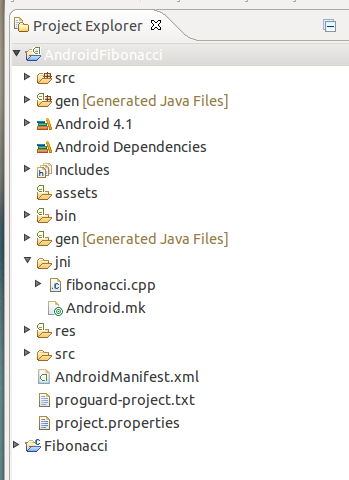 Project Explorer
AndroidFibonacci
src
gen [Generated Java Files]
Android 4.1
Android Dependencies
Includes
assets
bin
gen [Generated Java Files]
jni
fibonacci.cpp
Android.mk
res
src
AndroidManifest.xml
proguard-project.txt
project.properties
Fibonacci